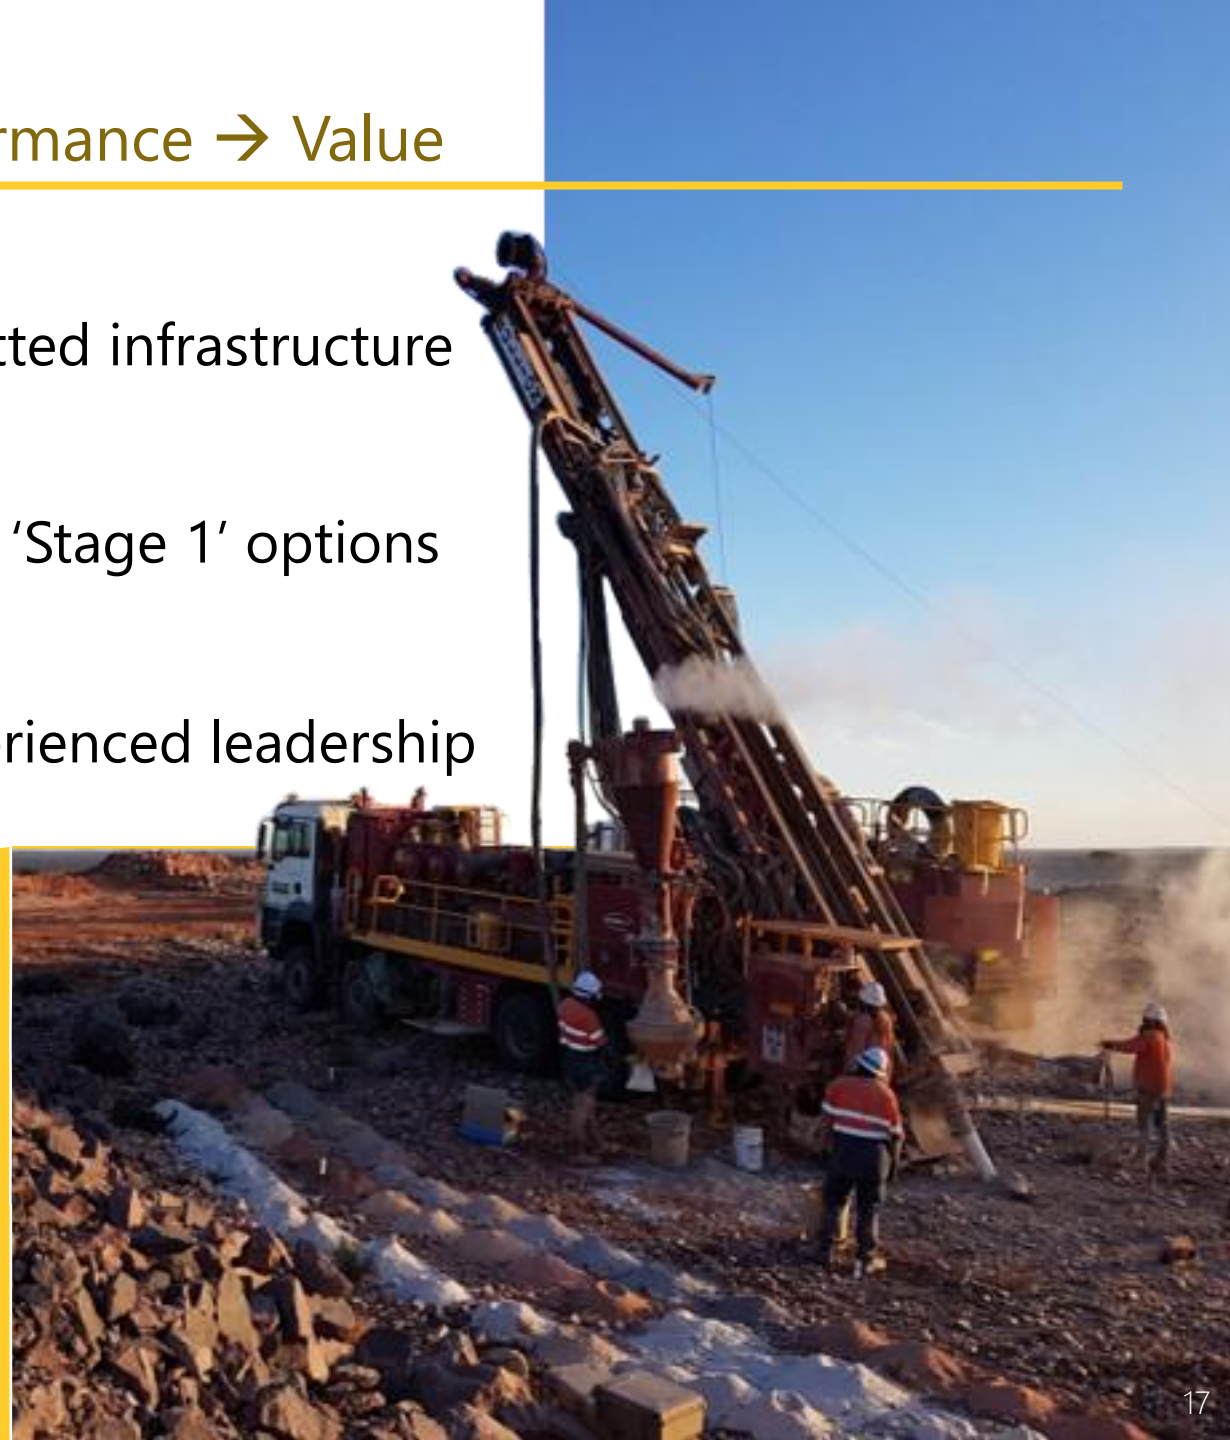 rmance → Value
tted infrastructure
‘Stage 1’ options
rienced leadership
17